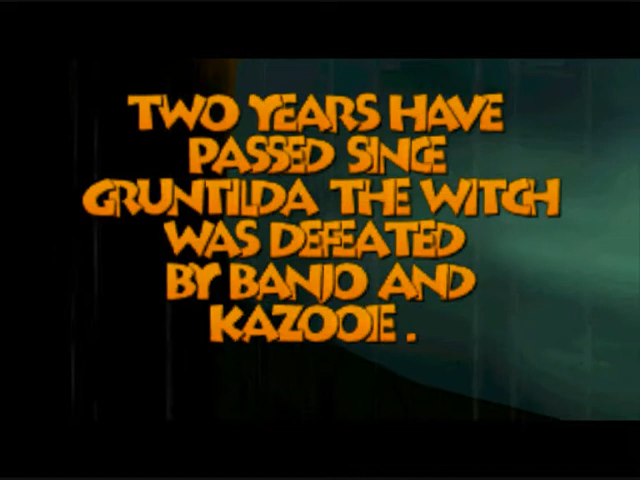 TWO YEARS HAVE
PASSED SINCE
GRUNTILDA THE WITCH
WAS DEFEATED
BY BANJO AND
KAZOOIE .